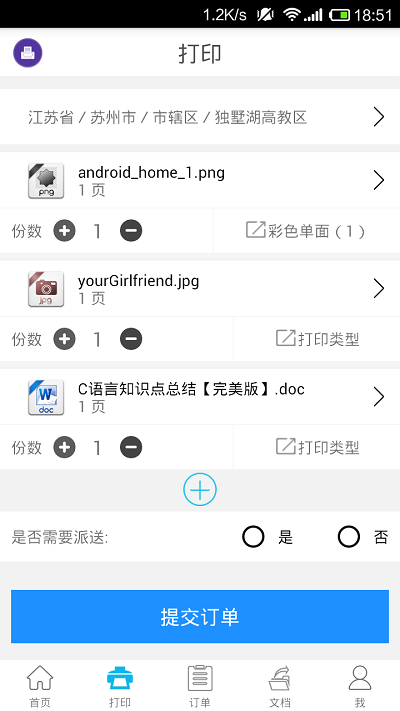 1.2K/s 18:51
打印
江苏省 / 苏州市 / 市辖区 / 独墅湖高教区
android_home_1.png
png
1 页
份数 1 彩色单面（1）
yourGirlfriend.jpg
jpg
1 页
份数 1 打印类型
C语言知识点总结【完美版】.doc
W
doc
1 页
份数 1 打印类型
是否需要派送: 是 否
提交订单
首页 打印 订单 文档 我